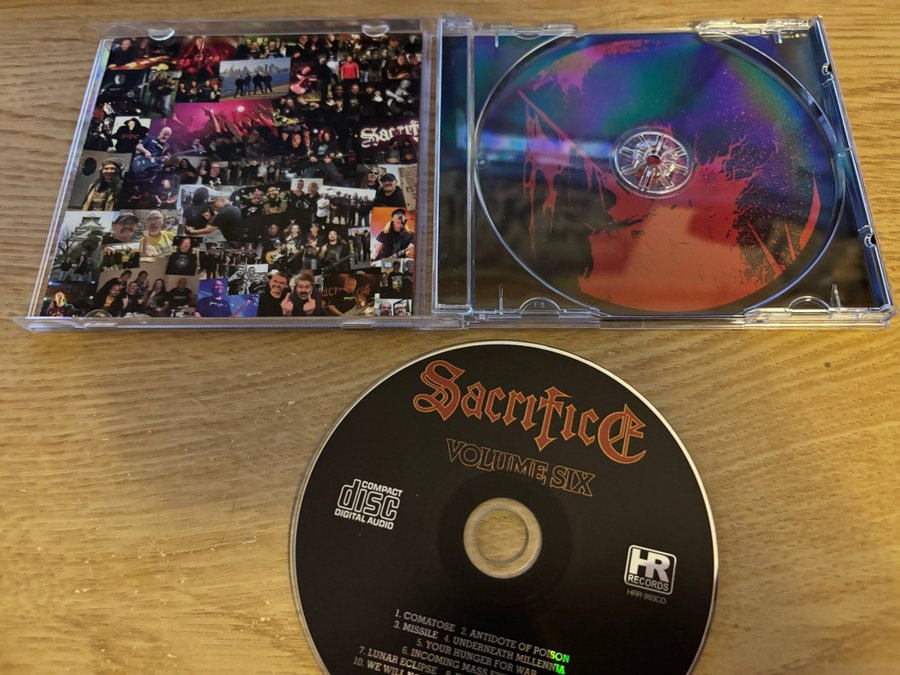 Sacrifice
VOLUME SIX
COMPACT
disc
DIGITAL AUDIO
HR
RECORDS
HRR 993CD
1. COMATOSE 2. ANTIDOTE OF POISON
3. MISSILE 4. UNDERNEATH MILLENNIA
5. YOUR HUNGER FOR WAR
6. INCOMING MASS
7. LUNAR ECLIPSE 8.
10. WE WILL